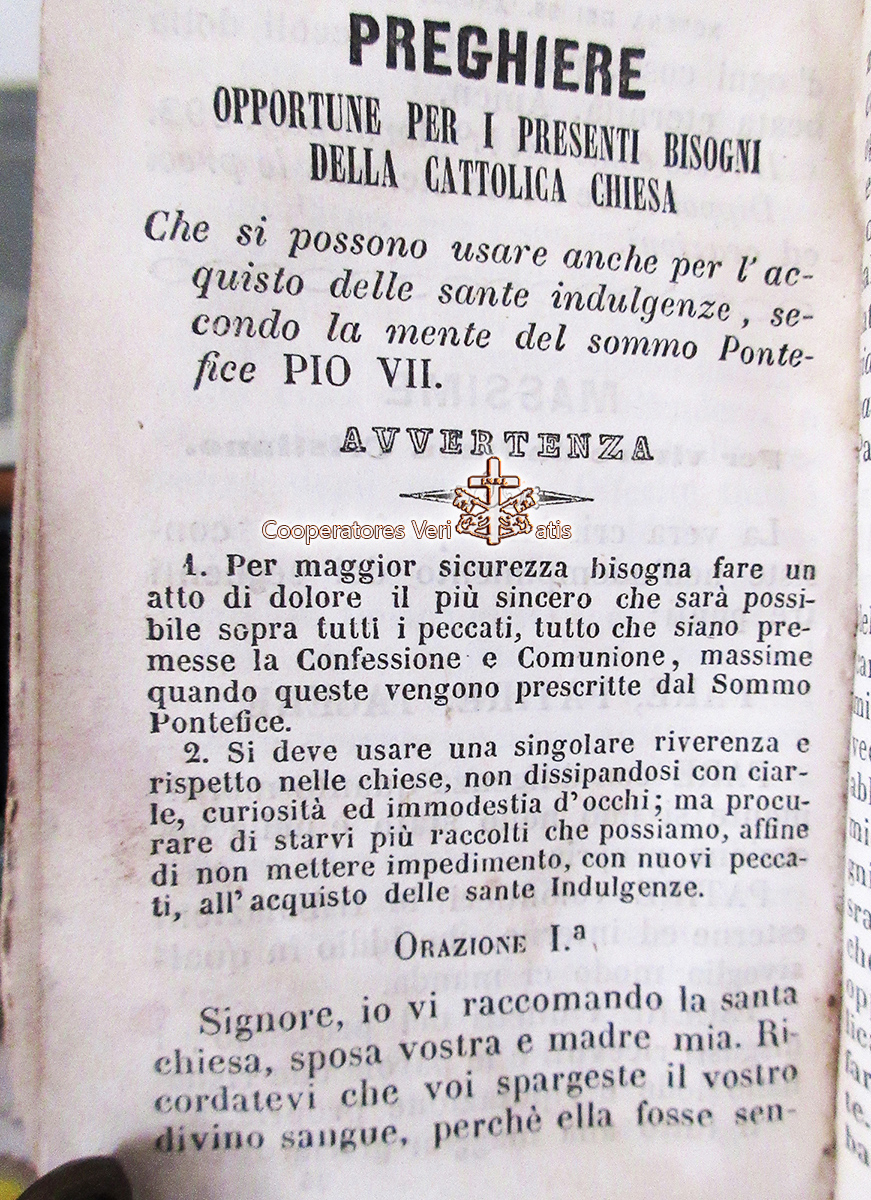 PREGHIERE
OPPORTUNE PER I PRESENTI BISOGNI
DELLA CATTOLICA CHIESA
Che si possono usare anche per l'ac-
quisto delle sante indulgenze, se-
condo la mente del sommo Ponte-
fice PIO VII.
AVVERTENZA
Cooperatores Veri atis
1. Per maggior sicurezza bisogna fare un
atto di dolore il più sincero che sarà possi-
bile sopra tutti i peccati, tutto che siano pre-
messe la Confessione e Comunione, massime
quando queste vengono prescritte dal Sommo
Pontefice.
2. Si deve usare una singolare riverenza e
rispetto nelle chiese, non dissipandosi con ciar-
le, curiosità ed immodestia d'occhi; ma procu-
rare di starvi più raccolti che possiamo, affine
di non mettere impedimento, con nuovi pecca-
ti, all'acquisto delle sante Indulgenze.
ORAZIONE I.ª
Signore, io vi raccomando la santa
chiesa, sposa vostra e madre mia. Ri-
cordatevi che voi spargeste il vostro
divino sangue, perchè ella fosse sen-